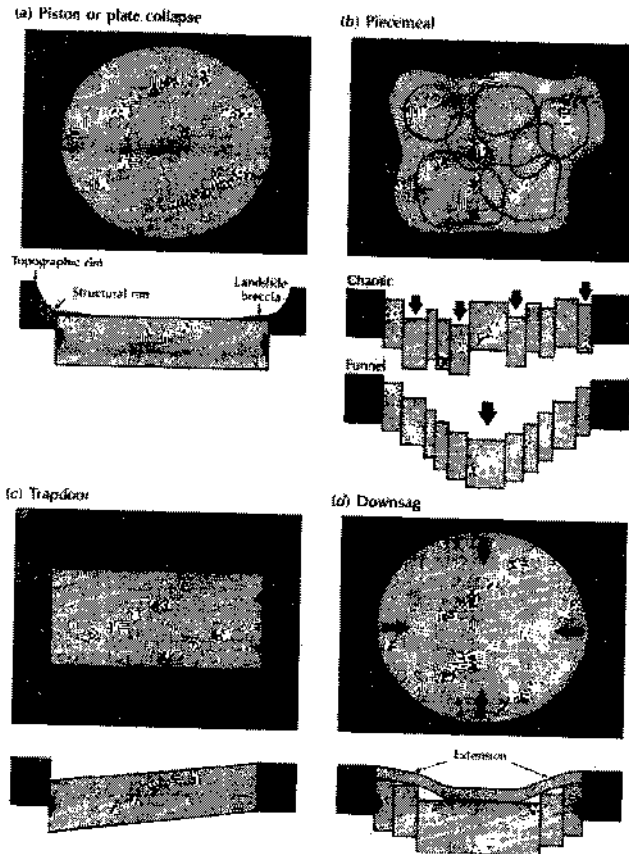 (a) Piston or plate collapse
(b) Piecemeal
Topographic rim
Structural rim
Landslide
breccia
Chaotic
Funnel
(c) Trapdoor
(d) Downsag
Extension